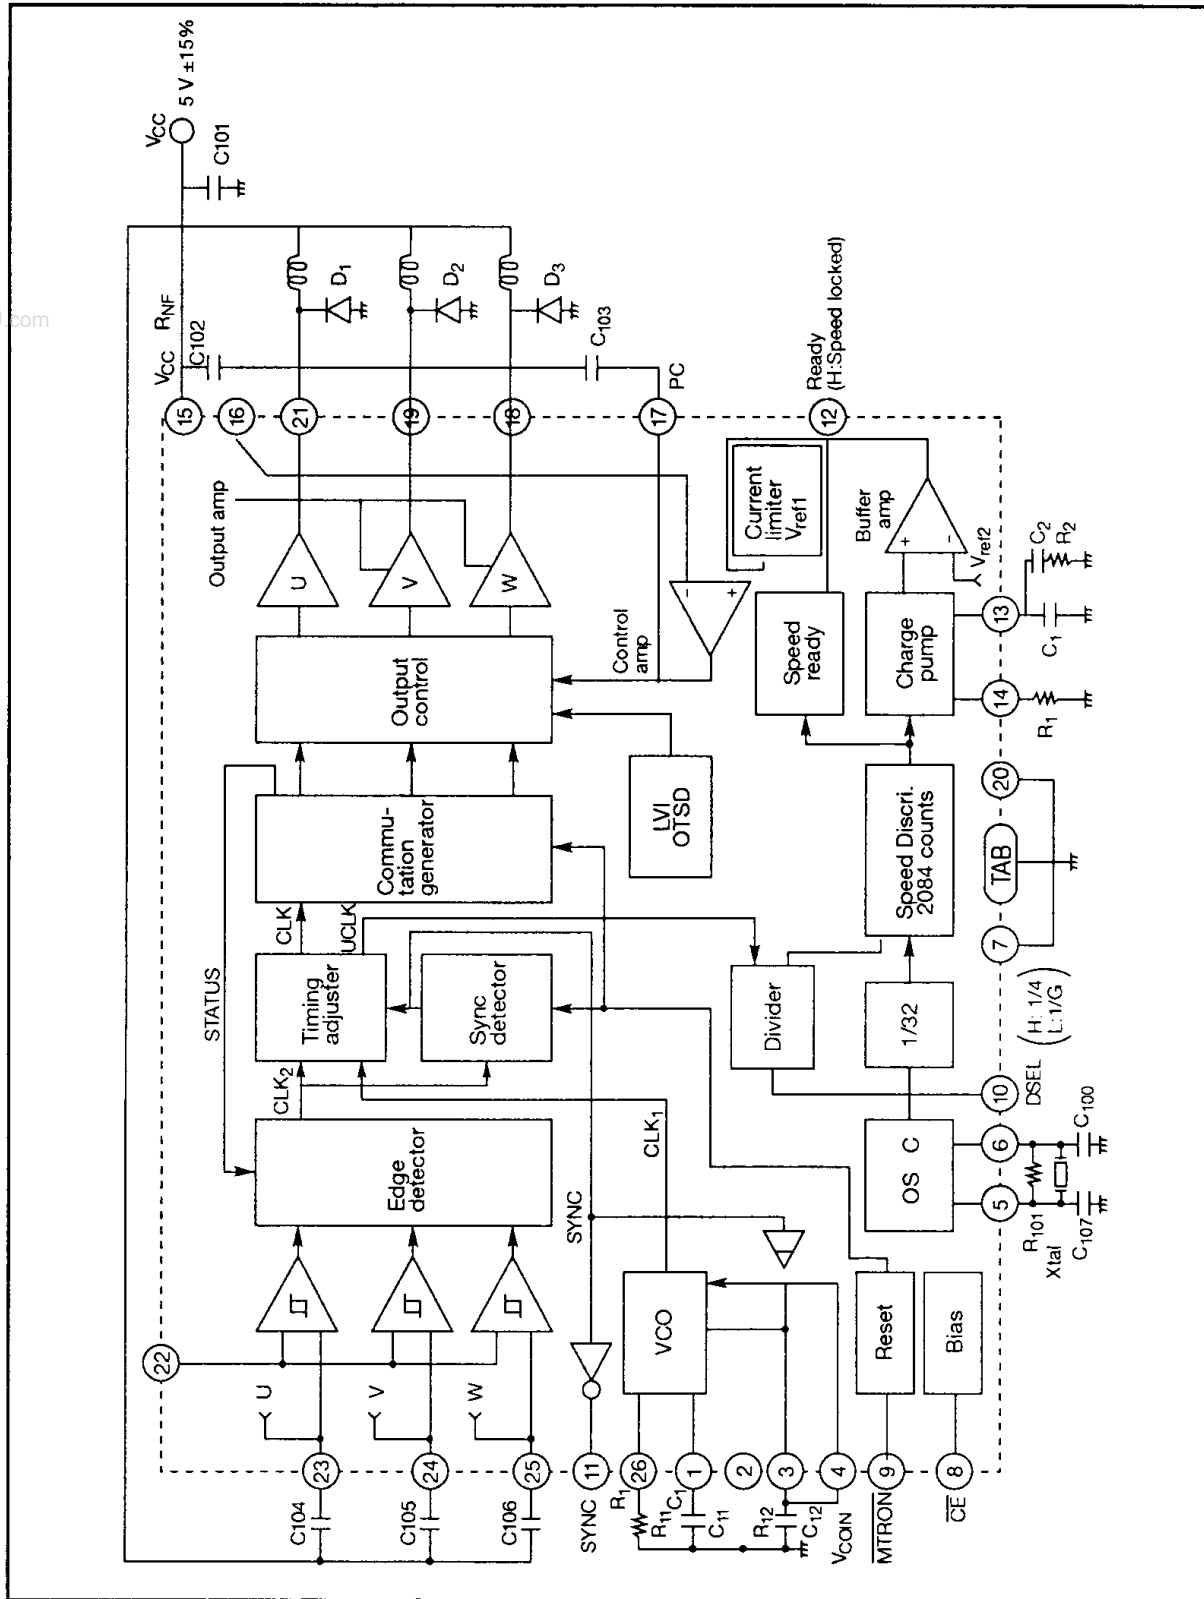 VCC
5 V ±15%
C101
VCC
RNF
C102
D1
D2
D3
C103
PC
Ready
(H:Speed locked)
15
16
21
19
18
17
12
Output amp
U
V
W
Output
control
Control
amp
-
+
Current
limiter
Vref1
Buffer
amp
+
-
Vref2
Speed
ready
Charge
pump
13
C2
R2
C1
14
R1
LVI
OTSD
Commu-
tation
generator
Speed Discri.
2084 counts
20
TAB
7
STATUS
CLK
UCLK
Timing
adjuster
Sync
detector
Divider
1/32
(H: 1/4
L:1/G)
DSEL
10
CLK2
CLK1
Edge
detector
SYNC
OS C
6
5
C100
R101
Xtal
C107
22
U
V
W
VCO
Reset
Bias
23
24
25
11
26
1
2
3
4
9
8
C104
C105
C106
SYNC
R1
R11
C1
C11
R12
C12
VCOIN
MTRON
CE
.com